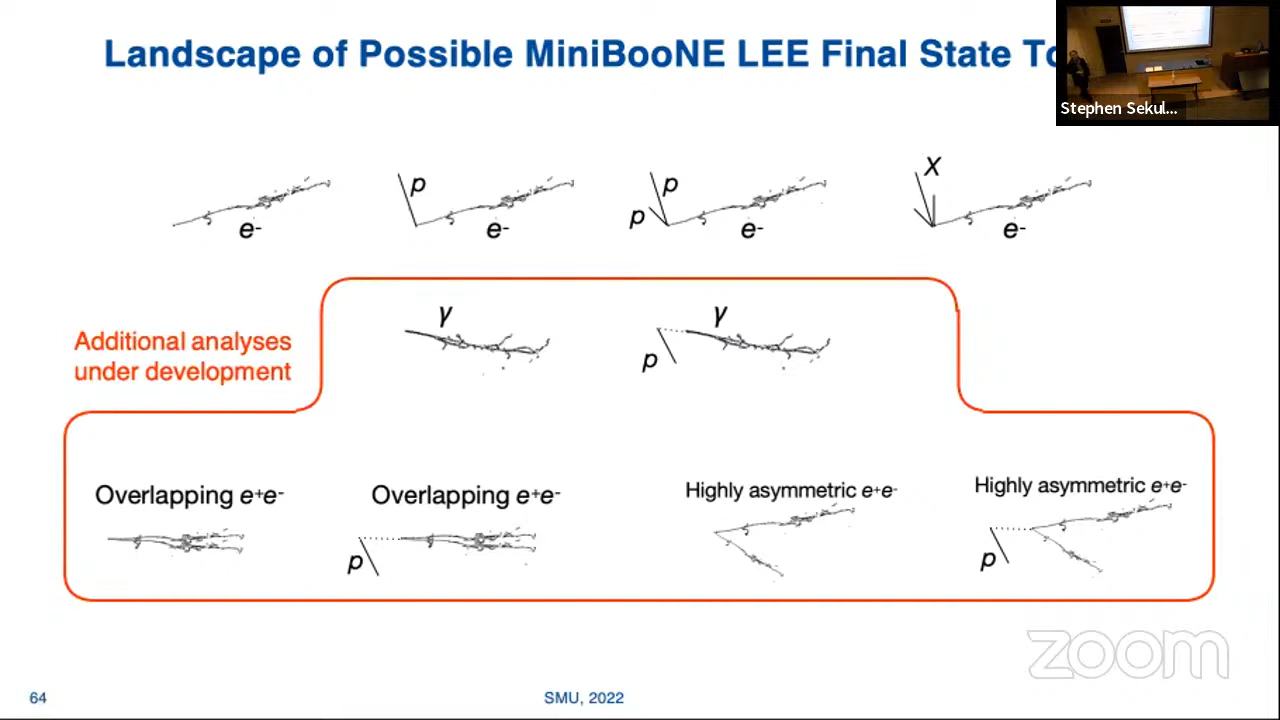 Landscape of Possible MiniBooNE LEE Final State
Stephen Sekul...
e-
p
e-
p
p
e-
X
e-
Additional analyses
under development
γ
γ
p
Overlapping e+e-
Overlapping e+e-
p
Highly asymmetric e+e-
Highly asymmetric e+e-
p
zoom
64
SMU, 2022